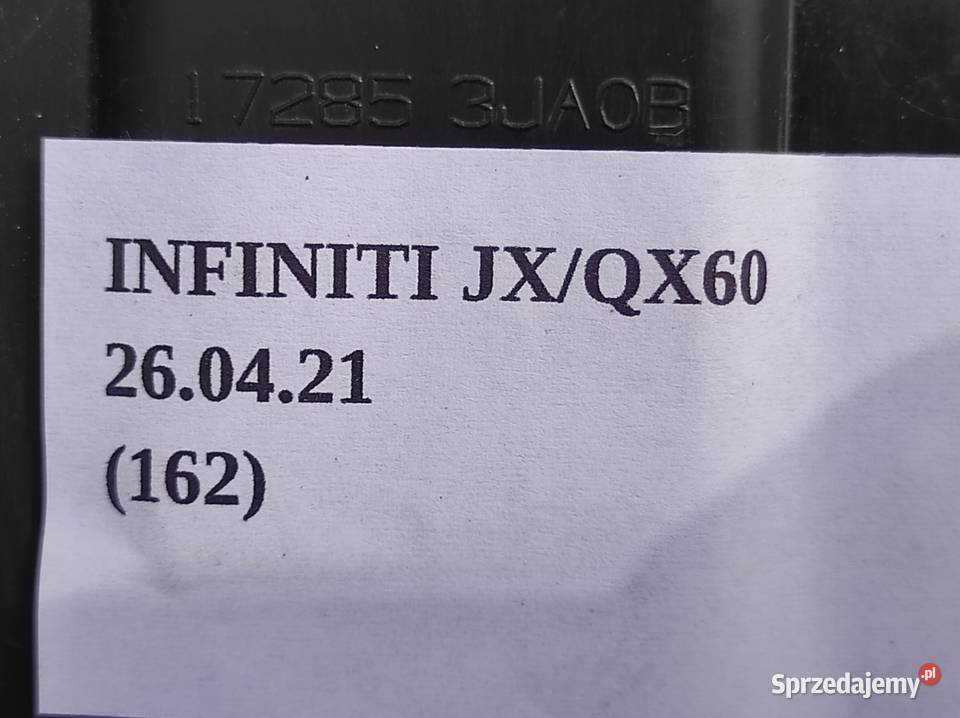 17285 3JA0B
INFINITI JX/QX60
26.04.21
(162)
Sprzedajemy.pl